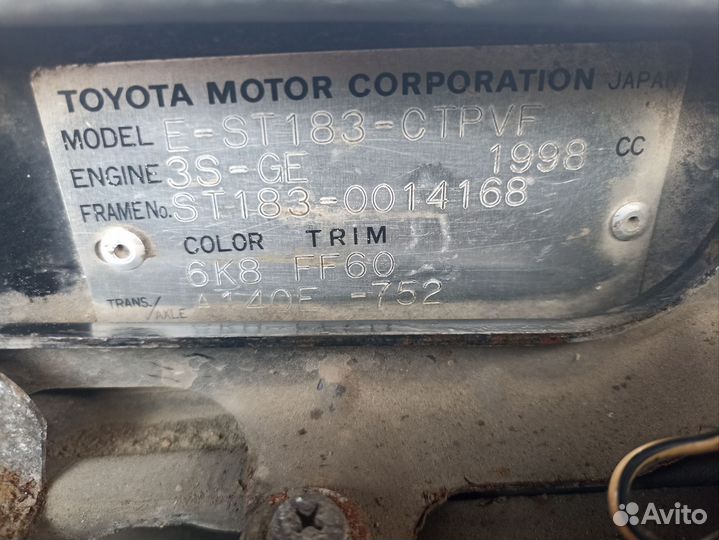 TOYOTA MOTOR CORPORATION JAPAN
MODEL E-ST183-CTPVF
ENGINE 3S-GE 1998 CC
FRAME No. ST183-0014168
COLOR TRIM
6K8 FF60
TRANS./AXLE A140E -752
Avito